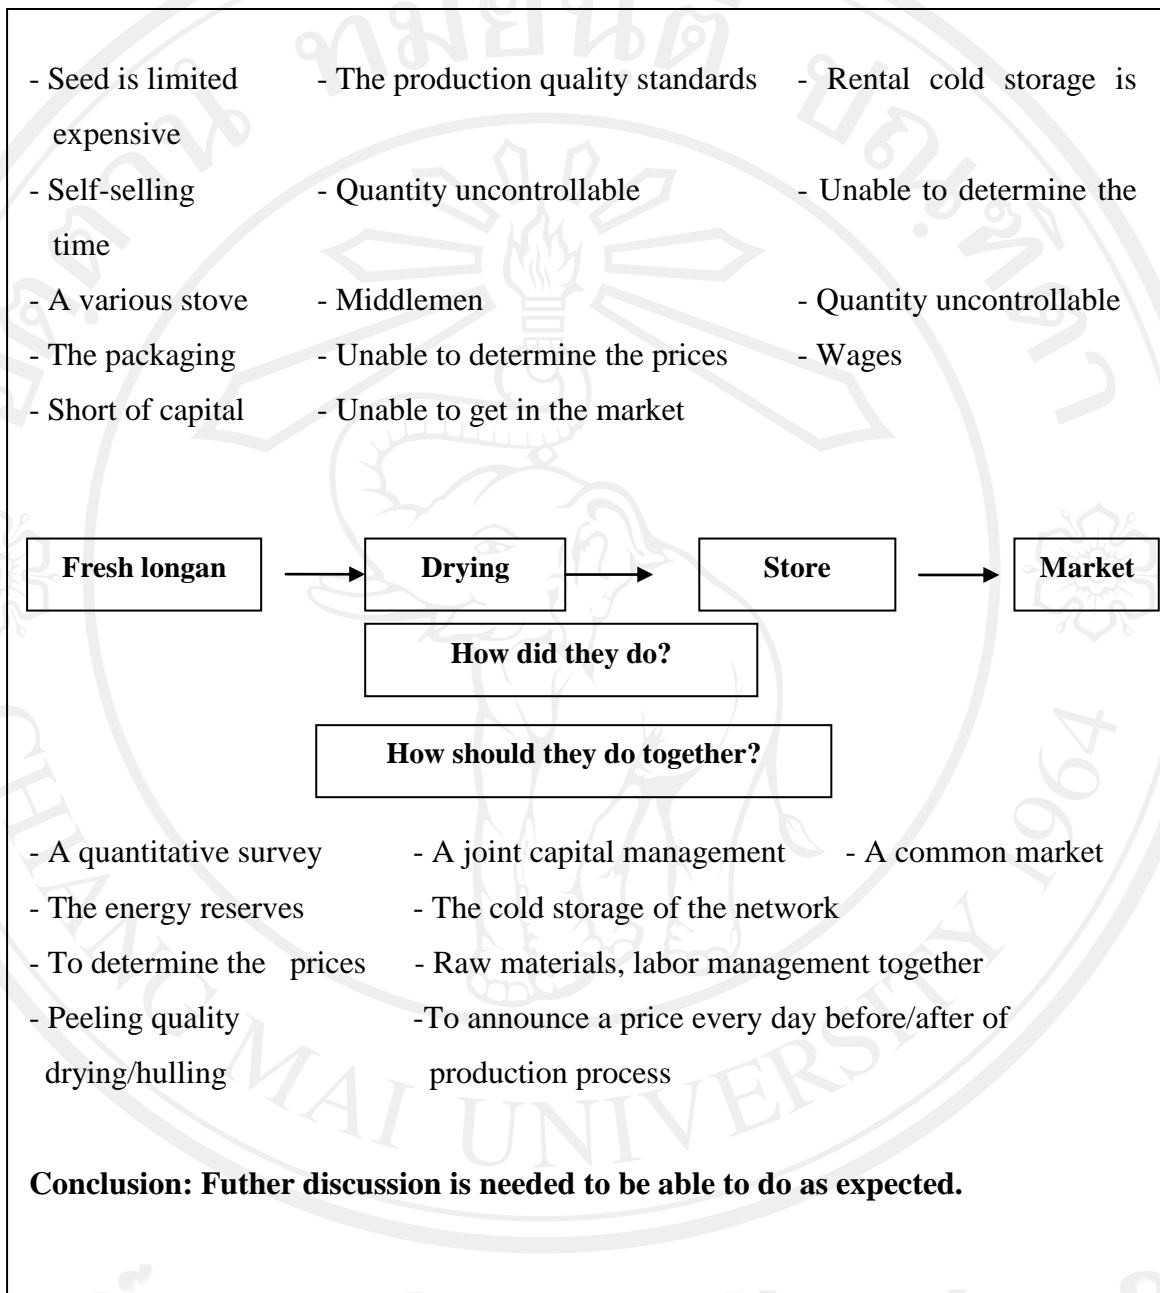 - Seed is limited - The production quality standards - Rental cold storage is
expensive
- Self-selling - Quantity uncontrollable - Unable to determine the
time
- A various stove - Middlemen - Quantity uncontrollable
- The packaging - Unable to determine the prices - Wages
- Short of capital - Unable to get in the market
Fresh longan Drying Store Market
How did they do?
How should they do together?
- A quantitative survey - A joint capital management - A common market
- The energy reserves - The cold storage of the network
- To determine the prices - Raw materials, labor management together
- Peeling quality -To announce a price every day before/after of
drying/hulling production process
Conclusion: Futher discussion is needed to be able to do as expected.
CHIANG MAI UNIVERSITY 1964